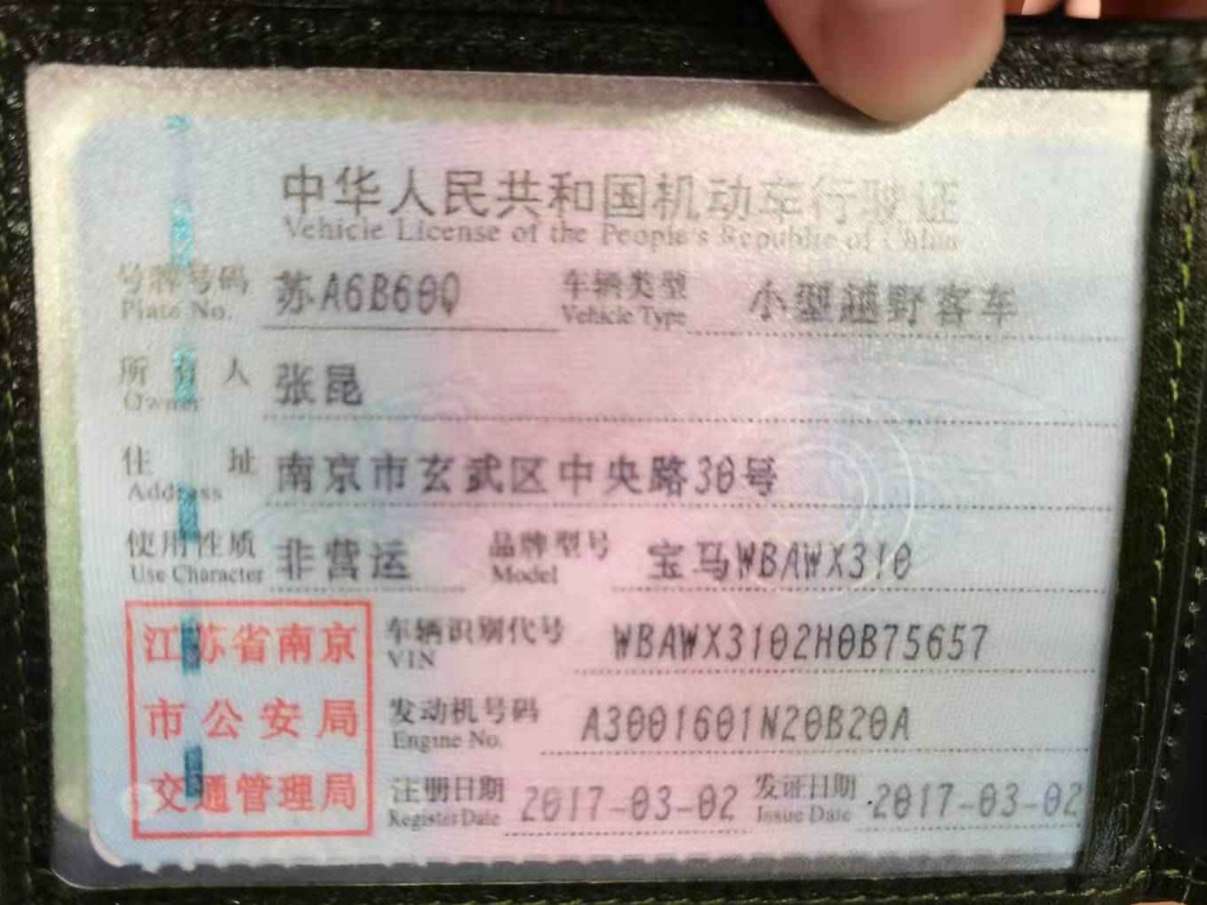 中华人民共和国机动车行驶证
Vehicle License of the People's Republic of China
号牌号码 苏A6B60Q 车辆类型 小型越野客车
Plate No. Vehicle Type
所有人 张昆
Owner
住址 南京市玄武区中央路30号
Address
使用性质 非营运 品牌型号 宝马WBAWX310
Use Character Model
江苏省南京
市公安局
交通管理局
车辆识别代号 WBAWX3102H0B75657
VIN
发动机号码 A3001601N20B20A
Engine No.
注册日期 2017-03-02 发证日期 2017-03-02
Register Date Issue Date